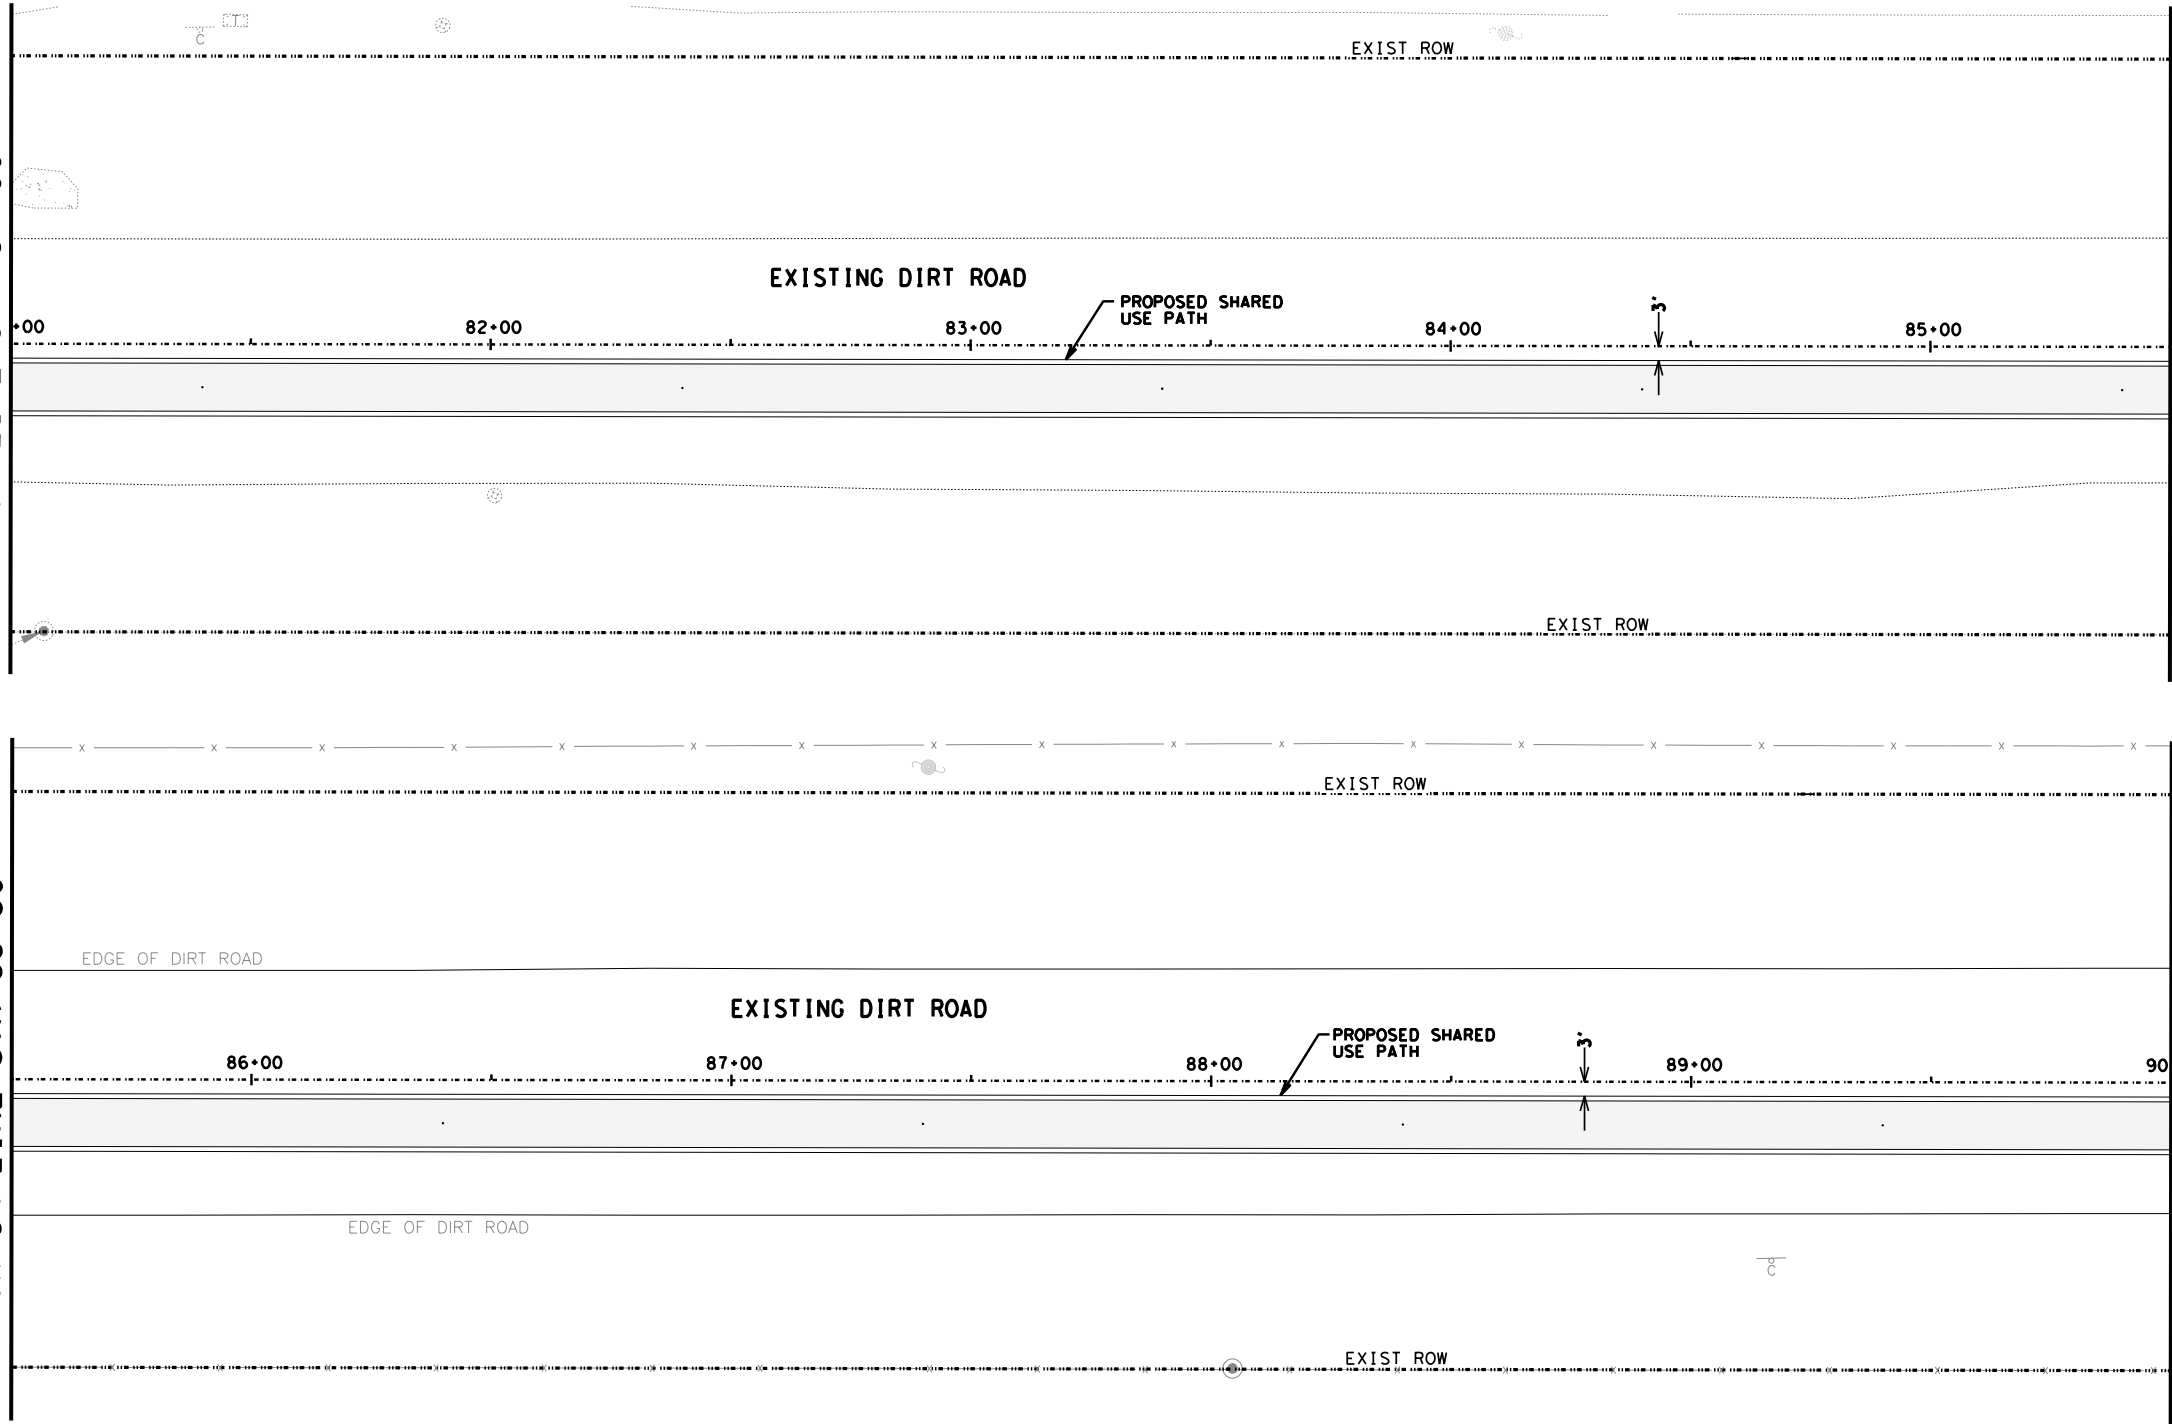 T
C
EXIST ROW
EXISTING DIRT ROAD
PROPOSED SHARED
USE PATH
3'
+00
82+00
83+00
84+00
85+00
EXIST ROW
X X X X X X X X X X X X X X X X X X
EXIST ROW
EDGE OF DIRT ROAD
EXISTING DIRT ROAD
PROPOSED SHARED
USE PATH
3'
86+00
87+00
88+00
89+00
90
EDGE OF DIRT ROAD
C
EXIST ROW